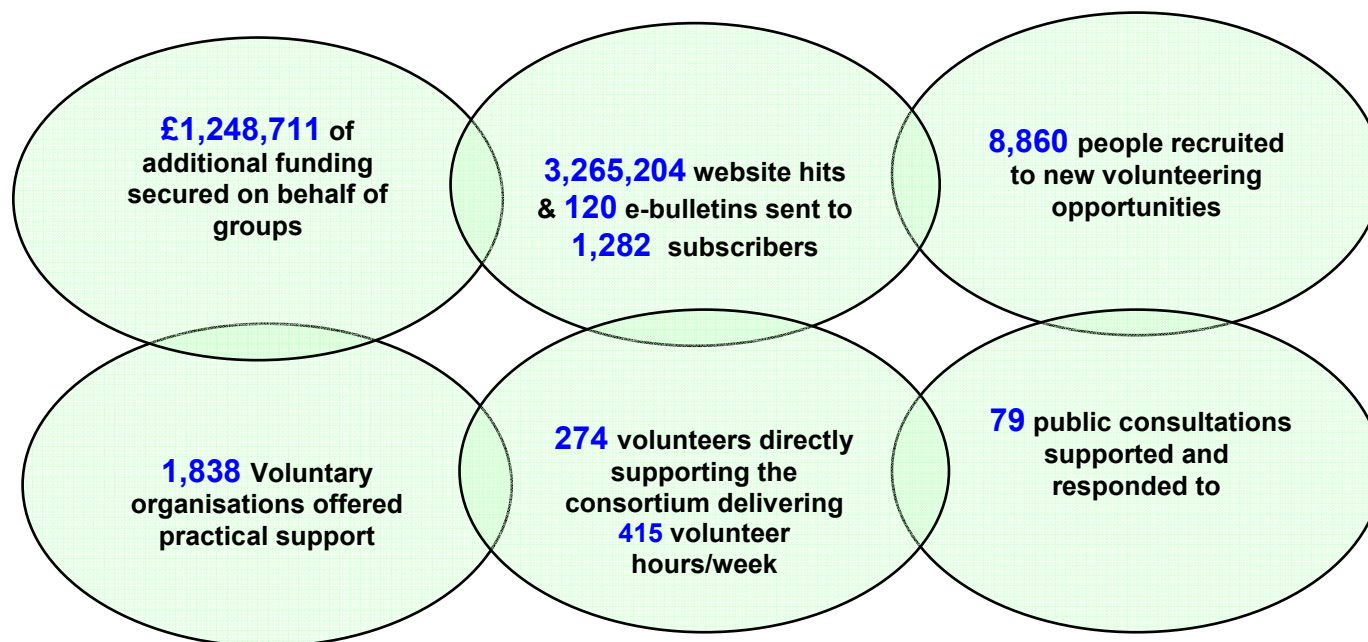 £1,248,711 of
additional funding
secured on behalf of
groups
3,265,204 website hits
& 120 e-bulletins sent to
1,282 subscribers
8,860 people recruited
to new volunteering
opportunities
1,838 Voluntary
organisations offered
practical support
274 volunteers directly
supporting the
consortium delivering
415 volunteer
hours/week
79 public consultations
supported and
responded to